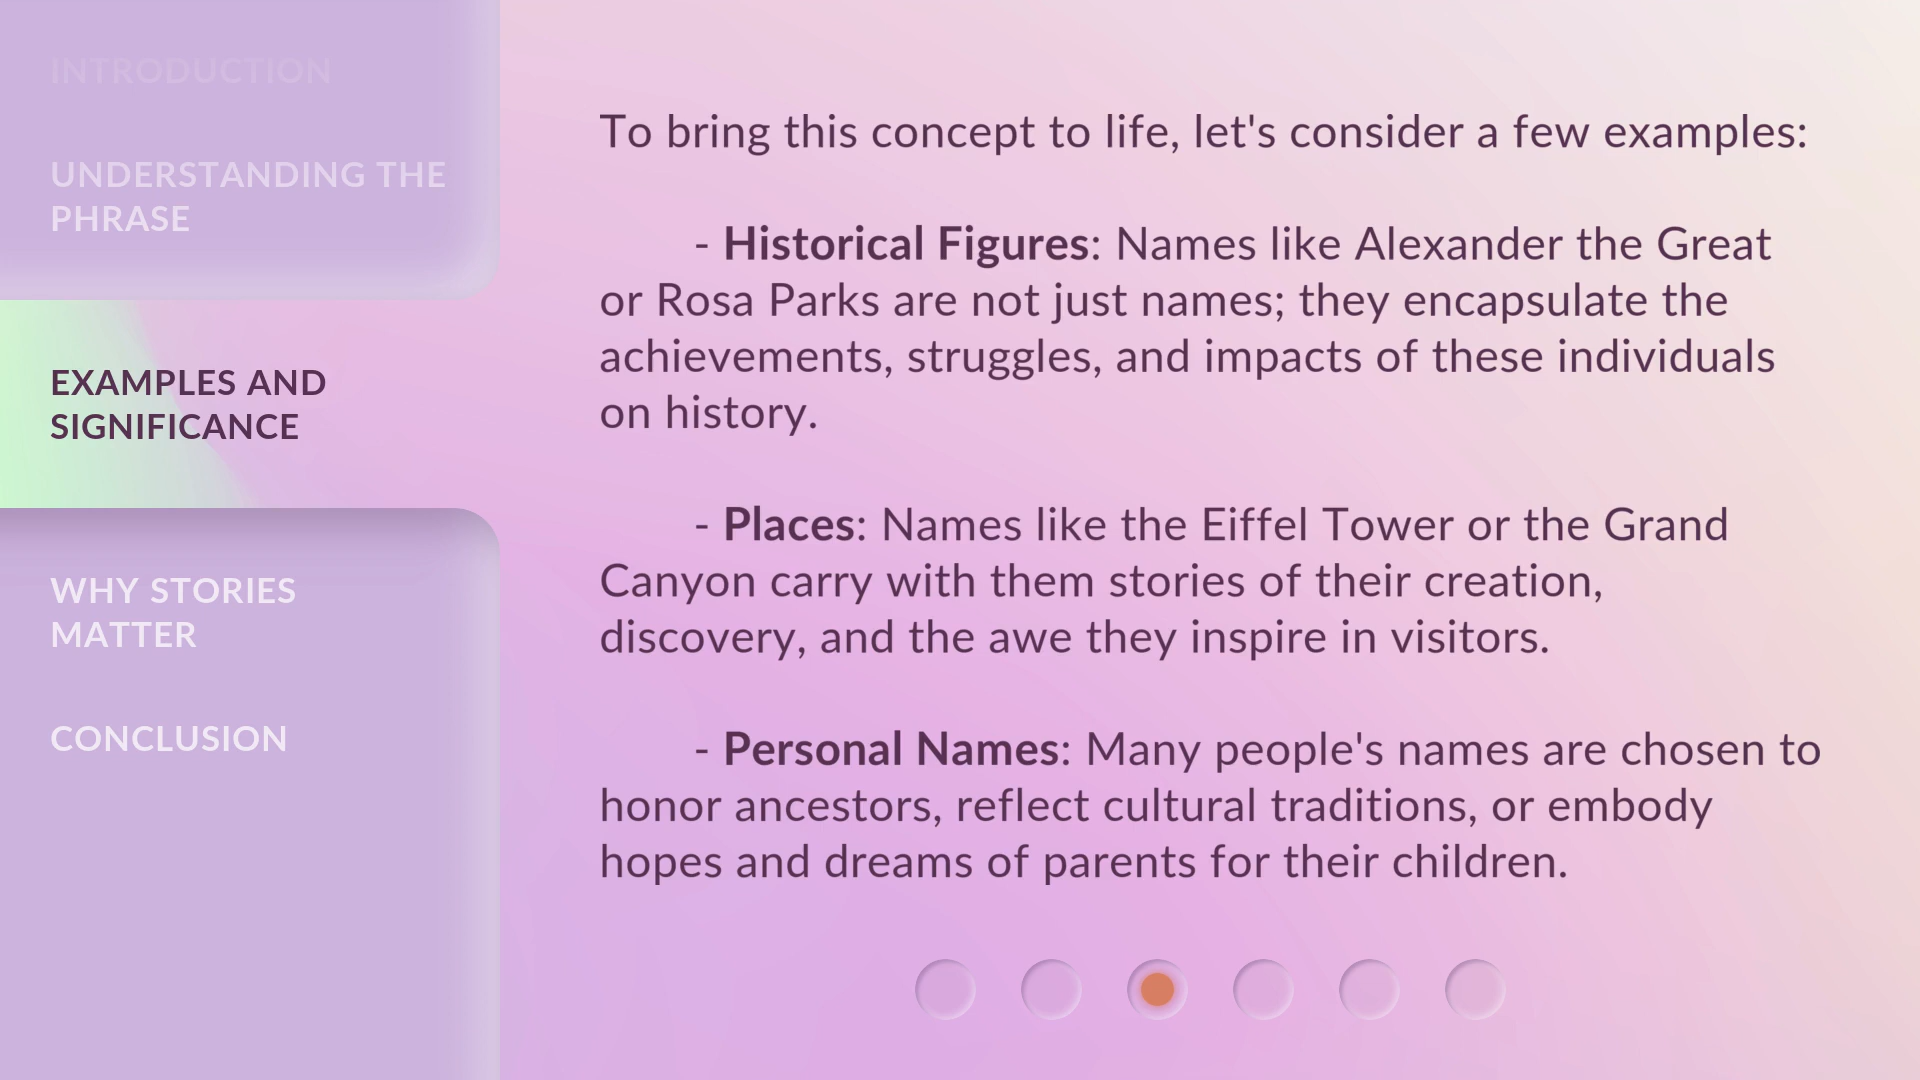 INTRODUCTION
UNDERSTANDING THE
PHRASE
EXAMPLES AND
SIGNIFICANCE
WHY STORIES
MATTER
CONCLUSION
To bring this concept to life, let's consider a few examples:
- Historical Figures: Names like Alexander the Great
or Rosa Parks are not just names; they encapsulate the
achievements, struggles, and impacts of these individuals
on history.
- Places: Names like the Eiffel Tower or the Grand
Canyon carry with them stories of their creation,
discovery, and the awe they inspire in visitors.
- Personal Names: Many people's names are chosen to
honor ancestors, reflect cultural traditions, or embody
hopes and dreams of parents for their children.